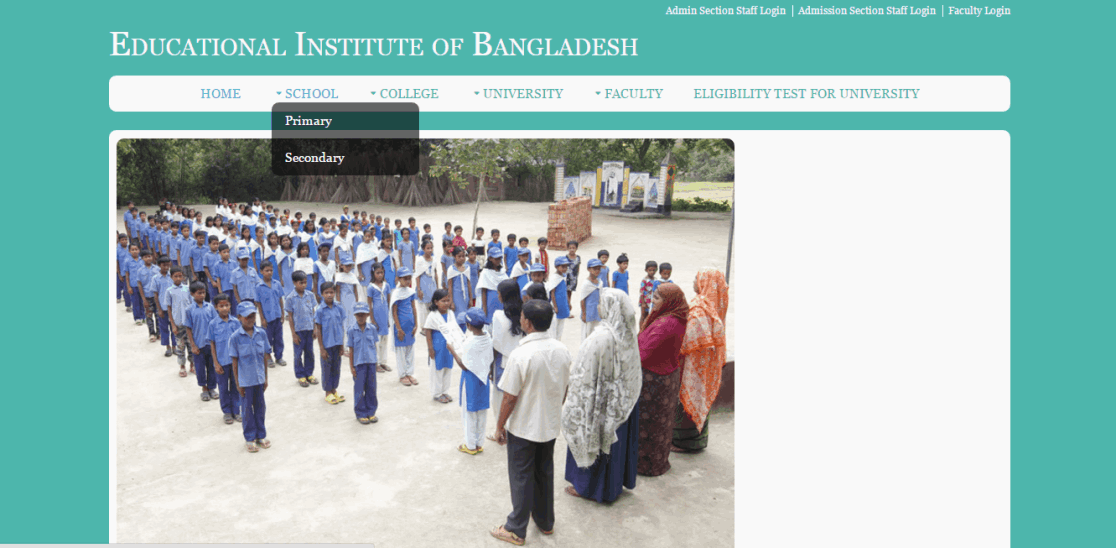 Admin Section Staff Login | Admission Section Staff Login | Faculty Login
EDUCATIONAL INSTITUTE OF BANGLADESH
HOME SCHOOL COLLEGE UNIVERSITY FACULTY ELIGIBILITY TEST FOR UNIVERSITY
Primary
Secondary